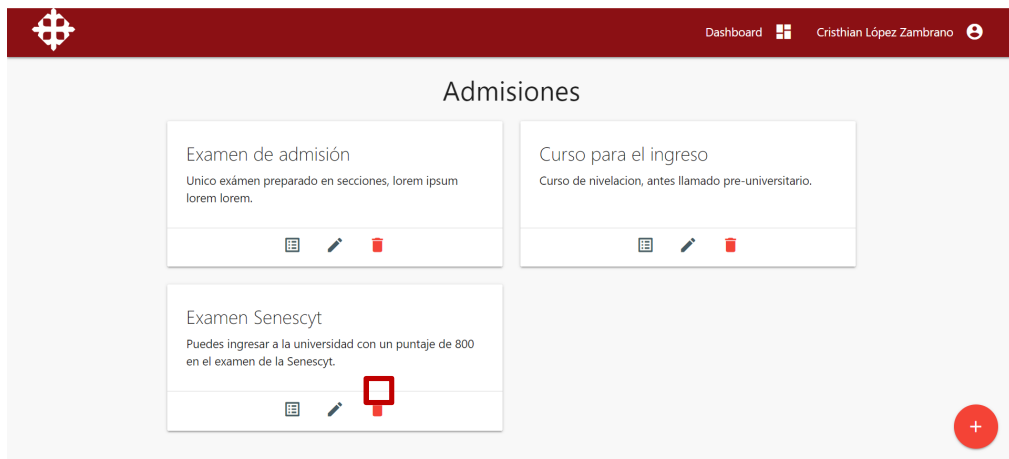 Dashboard
Cristhian López Zambrano
Admisiones
Examen de admisión
Unico exámen preparado en secciones, lorem ipsum
lorem lorem.
Curso para el ingreso
Curso de nivelacion, antes llamado pre-universitario.
Examen Senescyt
Puedes ingresar a la universidad con un puntaje de 800
en el examen de la Senescyt.
+